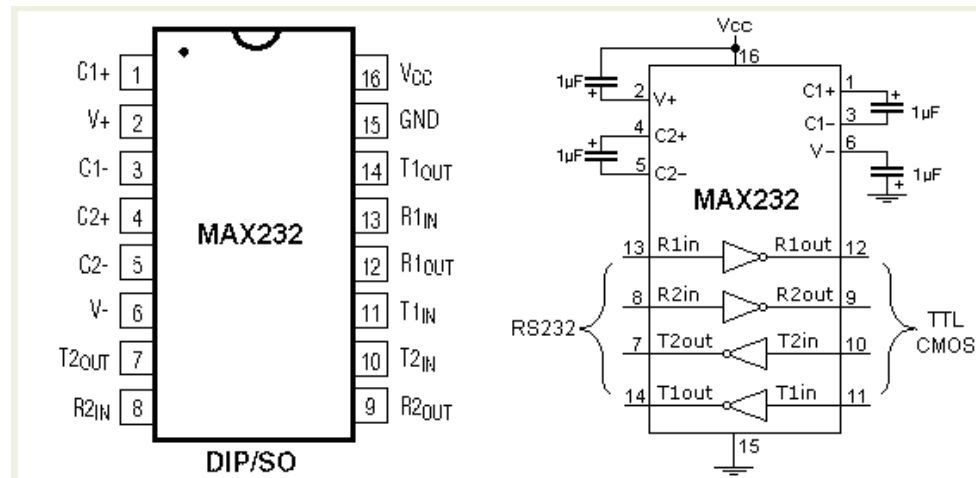 C1+ 1 16 VCC
V+ 2 15 GND
C1- 3 14 T1OUT
C2+ 4 13 R1IN
MAX232
C2- 5 12 R1OUT
V- 6 11 T1IN
T2OUT 7 10 T2IN
R2IN 8 9 R2OUT
DIP/SO
Vcc
16
1µF + 2 V+ C1+ 1 +
C1- 3 1µF
4 C2+ +
1µF 5 C2- V- 6
+ 1µF
MAX232
13 R1in R1out 12
8 R2in R2out 9
RS232 TTL
CMOS
7 T2out T2in 10
14 T1out T1in 11
15